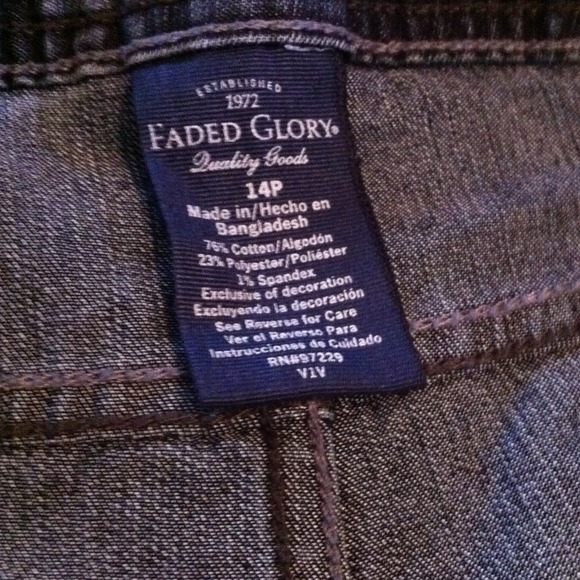 ESTABLISHED
1972
FADED GLORY®
Quality Goods
14P
Made in/Hecho en
Bangladesh
76% Cotton/Algodón
23% Polyester/Poliéster
1% Spandex
Exclusive of decoration
Excluyendo la decoración
See Reverse for Care
Ver el Reverso Para
Instrucciones de Cuidado
RN#97229
V1V